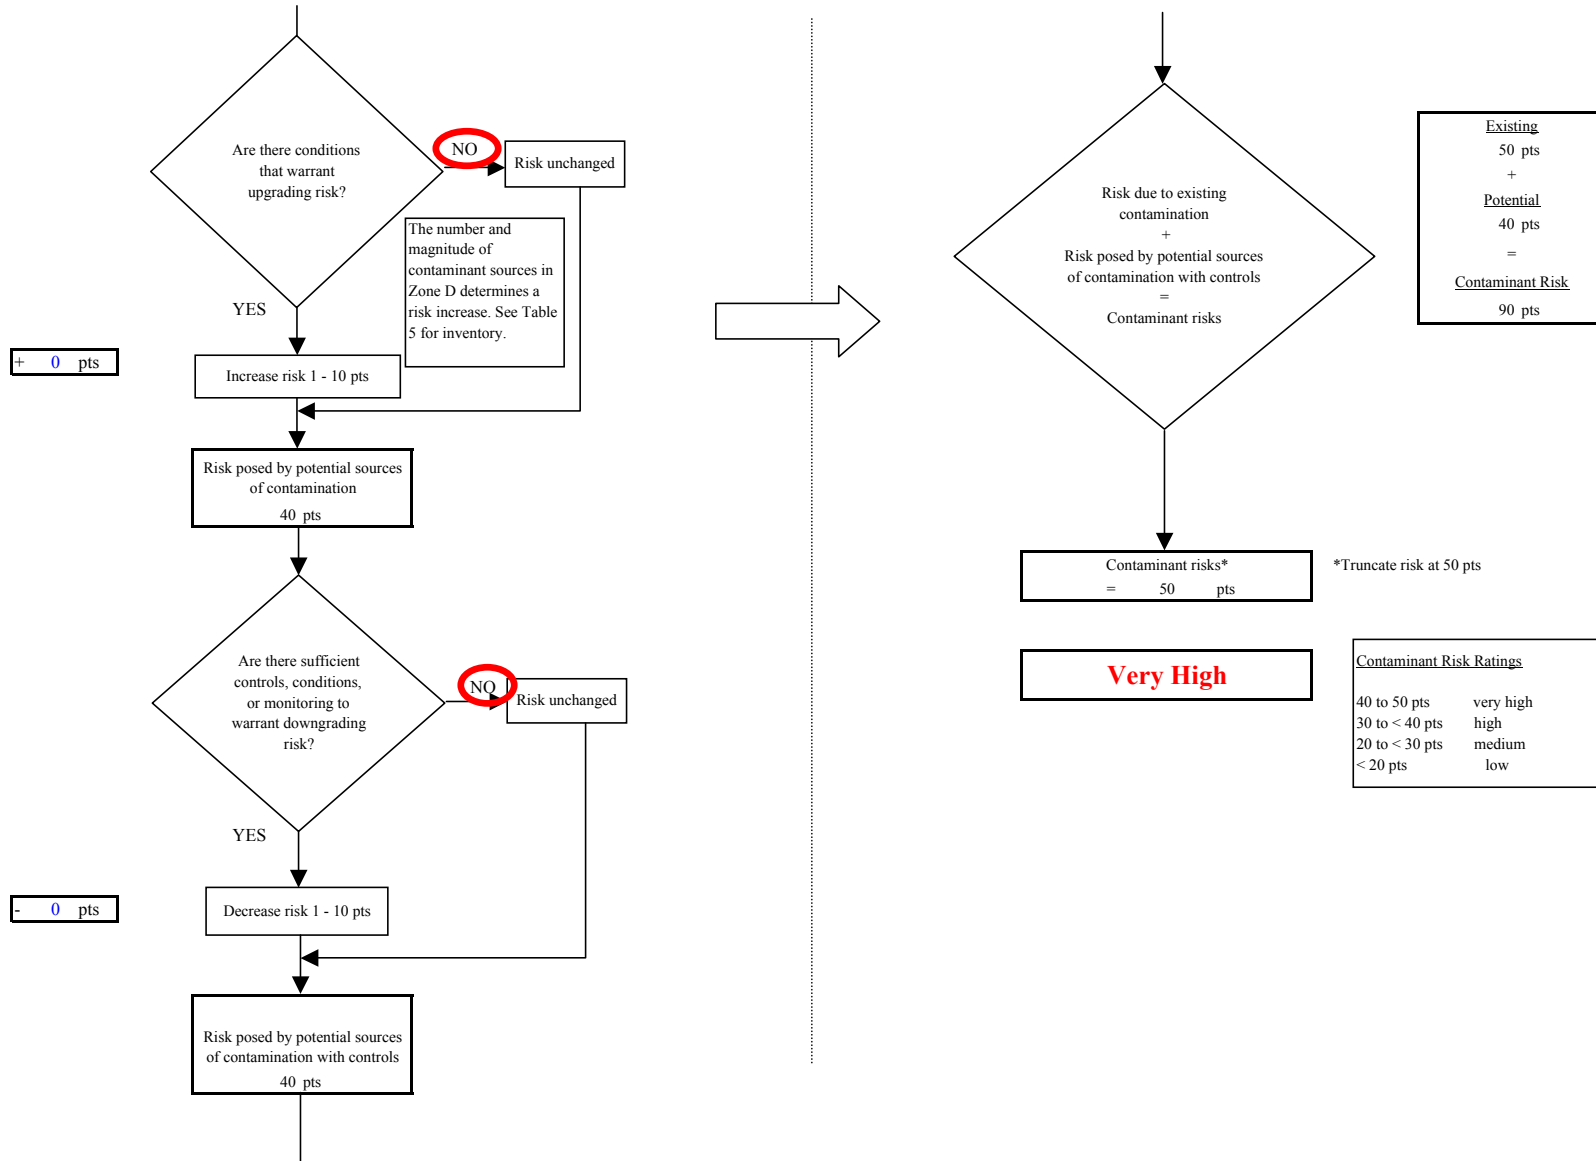 Are there conditions
that warrant
upgrading risk?
NO
Risk unchanged
The number and
magnitude of
contaminant sources in
Zone D determines a
risk increase. See Table
5 for inventory.
YES
+ 0 pts
Increase risk 1 - 10 pts
Risk posed by potential sources
of contamination
40 pts
Are there sufficient
controls, conditions,
or monitoring to
warrant downgrading
risk?
NO
Risk unchanged
YES
- 0 pts
Decrease risk 1 - 10 pts
Risk posed by potential sources
of contamination with controls
40 pts
Risk due to existing
contamination
+
Risk posed by potential sources
of contamination with controls
=
Contaminant risks
Existing
50 pts
+
Potential
40 pts
=
Contaminant Risk
90 pts
Contaminant risks*
= 50 pts
*Truncate risk at 50 pts
Very High
Contaminant Risk Ratings
40 to 50 pts very high
30 to < 40 pts high
20 to < 30 pts medium
< 20 pts low